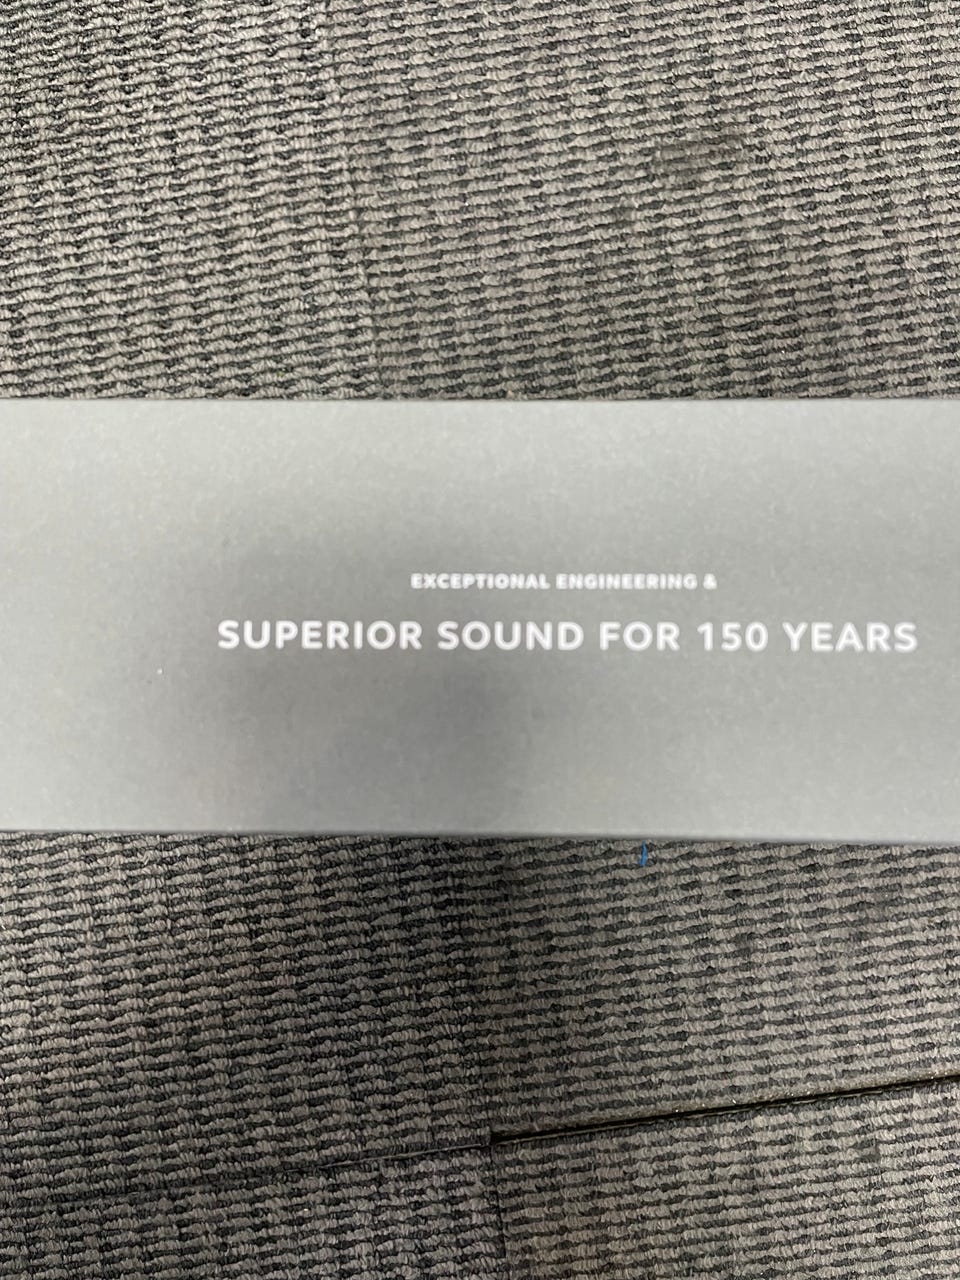 EXCEPTIONAL ENGINEERING &
SUPERIOR SOUND FOR 150 YEARS